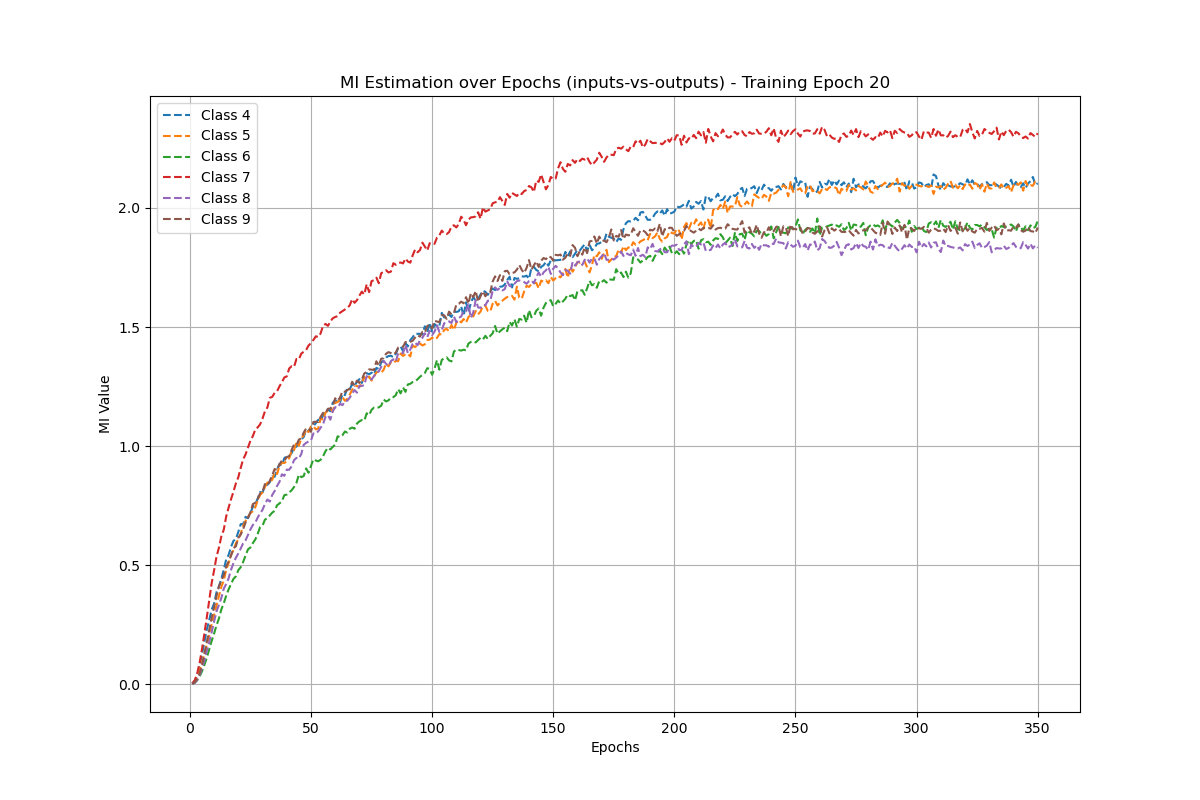 MI Estimation over Epochs (inputs-vs-outputs) - Training Epoch 20
Class 4
Class 5
Class 6
Class 7
Class 8
Class 9
MI Value
2.0
1.5
1.0
0.5
0.0
0 50 100 150 200 250 300 350
Epochs